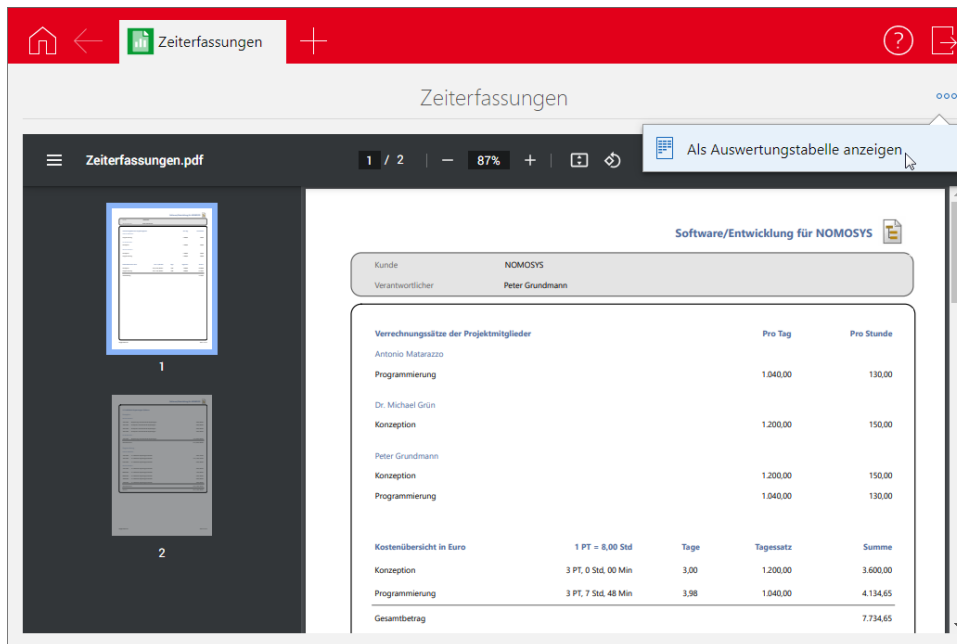 Zeiterfassungen
?
Zeiterfassungen
Als Auswertungstabelle anzeigen
Zeiterfassungen.pdf
1 / 2
87%
1
2
Software/Entwicklung für NOMOSYS
Kunde NOMOSYS
Verantwortlicher Peter Grundmann
Verrechnungssätze der Projektmitglieder Pro Tag Pro Stunde
Antonio Matarazzo
Programmierung 1.040,00 130,00
Dr. Michael Grün
Konzeption 1.200,00 150,00
Peter Grundmann
Konzeption 1.200,00 150,00
Programmierung 1.040,00 130,00
Kostenübersicht in Euro 1 PT = 8,00 Std Tage Tagessatz Summe
Konzeption 3 PT, 0 Std, 00 Min 3,00 1.200,00 3.600,00
Programmierung 3 PT, 7 Std, 48 Min 3,98 1.040,00 4.134,65
Gesamtbetrag 7.734,65